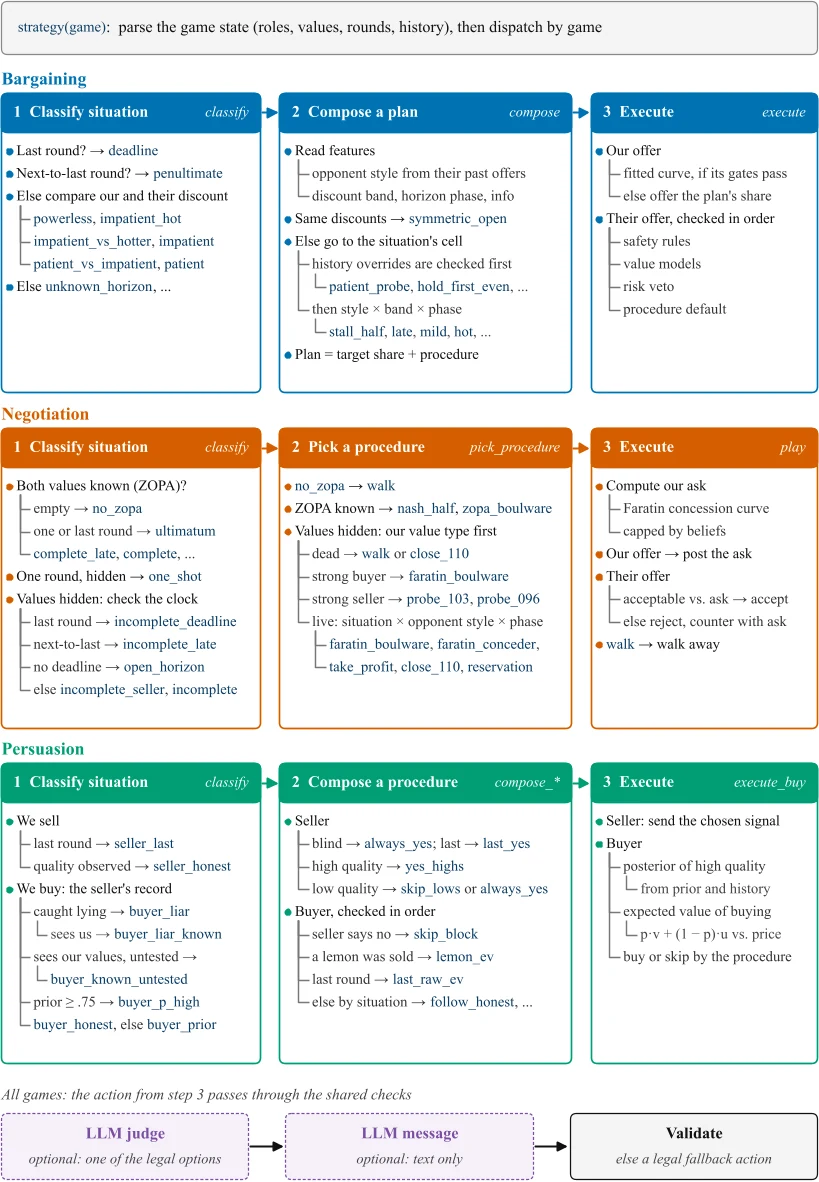 strategy(game): parse the game state (roles, values, rounds, history), then dispatch by game
Bargaining
1 Classify situation classify
Last round? → deadline
Next-to-last round? → penultimate
Else compare our and their discount
powerless, impatient_hot
impatient_vs_hotter, impatient
patient_vs_impatient, patient
Else unknown_horizon, ...
2 Compose a plan compose
Read features
opponent style from their past offers
discount band, horizon phase, info
Same discounts → symmetric_open
Else go to the situation's cell
history overrides are checked first
patient_probe, hold_first_even, ...
then style × band × phase
stall_half, late, mild, hot, ...
Plan = target share + procedure
3 Execute execute
Our offer
fitted curve, if its gates pass
else offer the plan's share
Their offer, checked in order
safety rules
value models
risk veto
procedure default
Negotiation
1 Classify situation classify
Both values known (ZOPA)?
empty → no_zopa
one or last round → ultimatum
complete_late, complete, ...
One round, hidden → one_shot
Values hidden: check the clock
last round → incomplete_deadline
next-to-last → incomplete_late
no deadline → open_horizon
else incomplete_seller, incomplete
2 Pick a procedure pick_procedure
no_zopa → walk
ZOPA known → nash_half, zopa_boulware
Values hidden: our value type first
dead → walk or close_110
strong buyer → faratin_boulware
strong seller → probe_103, probe_096
live: situation × opponent style × phase
faratin_boulware, faratin_conceder,
take_profit, close_110, reservation
3 Execute play
Compute our ask
Faratin concession curve
capped by beliefs
Our offer → post the ask
Their offer
acceptable vs. ask → accept
else reject, counter with ask
walk → walk away
Persuasion
1 Classify situation classify
We sell
last round → seller_last
quality observed → seller_honest
We buy: the seller's record
caught lying → buyer_liar
sees us → buyer_liar_known
sees our values, untested →
buyer_known_untested
prior ≥ .75 → buyer_p_high
buyer_honest, else buyer_prior
2 Compose a procedure compose_*
Seller
blind → always_yes; last → last_yes
high quality → yes_highs
low quality → skip_lows or always_yes
Buyer, checked in order
seller says no → skip_block
a lemon was sold → lemon_ev
last round → last_raw_ev
else by situation → follow_honest, ...
3 Execute execute_buy
Seller: send the chosen signal
Buyer
posterior of high quality
from prior and history
expected value of buying
p·v + (1 − p)·u vs. price
buy or skip by the procedure
All games: the action from step 3 passes through the shared checks
LLM judge
optional: one of the legal options
LLM message
optional: text only
Validate
else a legal fallback action